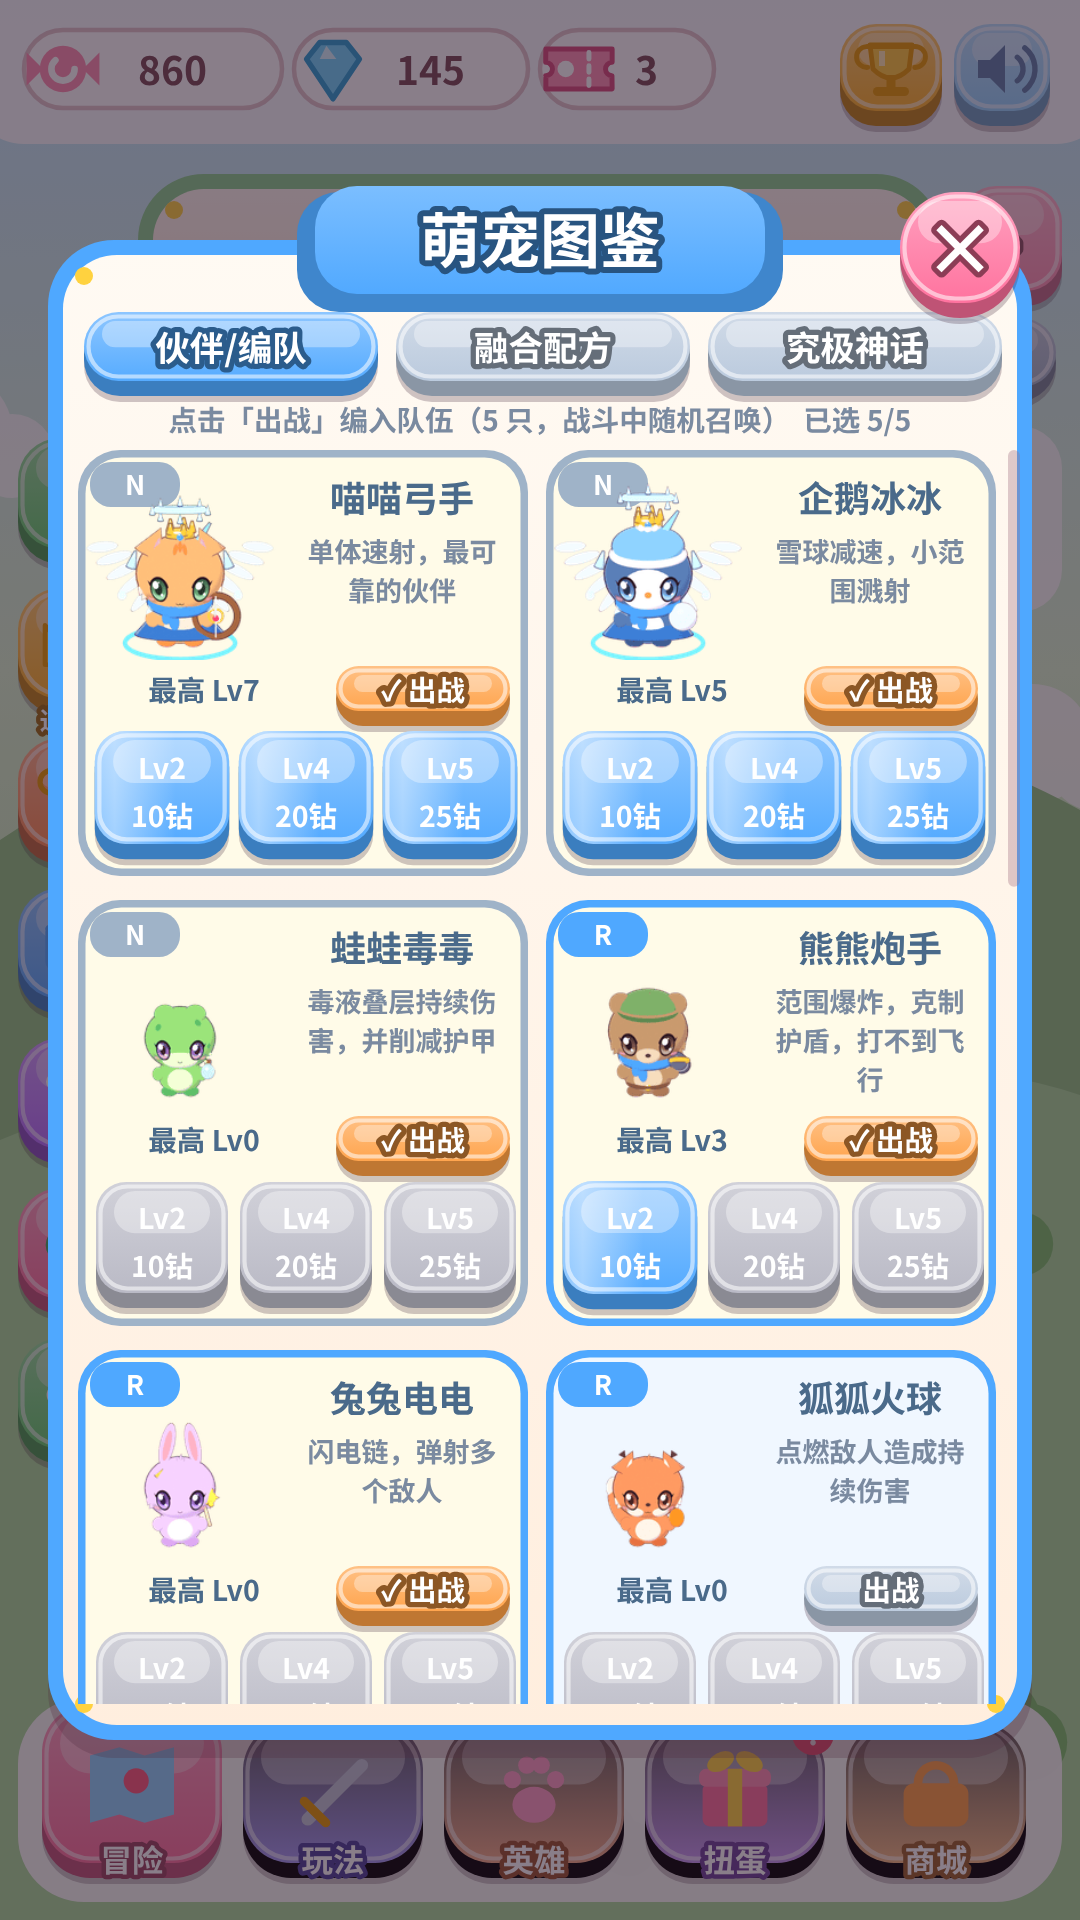 860
145
3
萌宠图鉴
伙伴/编队
融合配方
究极神话
点击「出战」编入队伍（5 只，战斗中随机召唤） 已选 5/5
N
喵喵弓手
单体速射，最可
靠的伙伴
最高 Lv7
✓出战
Lv2
10钻
Lv4
20钻
Lv5
25钻
N
企鹅冰冰
雪球减速，小范
围溅射
最高 Lv5
✓出战
Lv2
10钻
Lv4
20钻
Lv5
25钻
N
蛙蛙毒毒
毒液叠层持续伤
害，并削减护甲
最高 Lv0
✓出战
Lv2
10钻
Lv4
20钻
Lv5
25钻
R
熊熊炮手
范围爆炸，克制
护盾，打不到飞
行
最高 Lv3
✓出战
Lv2
10钻
Lv4
20钻
Lv5
25钻
R
兔兔电电
闪电链，弹射多
个敌人
最高 Lv0
✓出战
Lv2
Lv4
Lv5
R
狐狐火球
点燃敌人造成持
续伤害
最高 Lv0
出战
Lv2
Lv4
Lv5
冒险
玩法
英雄
扭蛋
商城